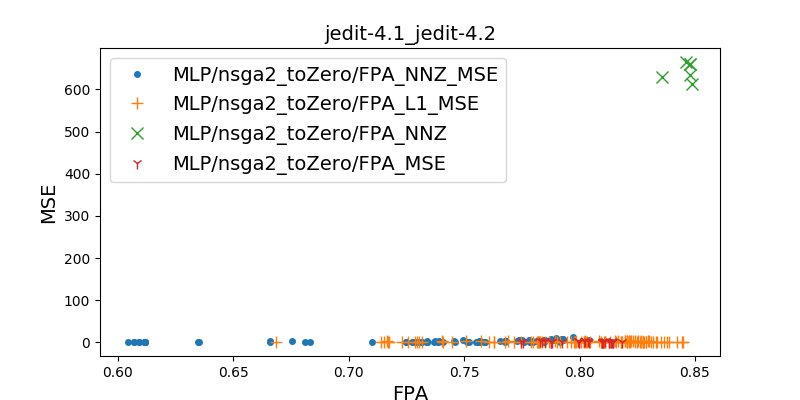 jedit-4.1_jedit-4.2
MLP/nsga2_toZero/FPA_NNZ_MSE
MLP/nsga2_toZero/FPA_L1_MSE
MLP/nsga2_toZero/FPA_NNZ
MLP/nsga2_toZero/FPA_MSE
600
500
400
300
200
100
0
MSE
0.60 0.65 0.70 0.75 0.80 0.85
FPA